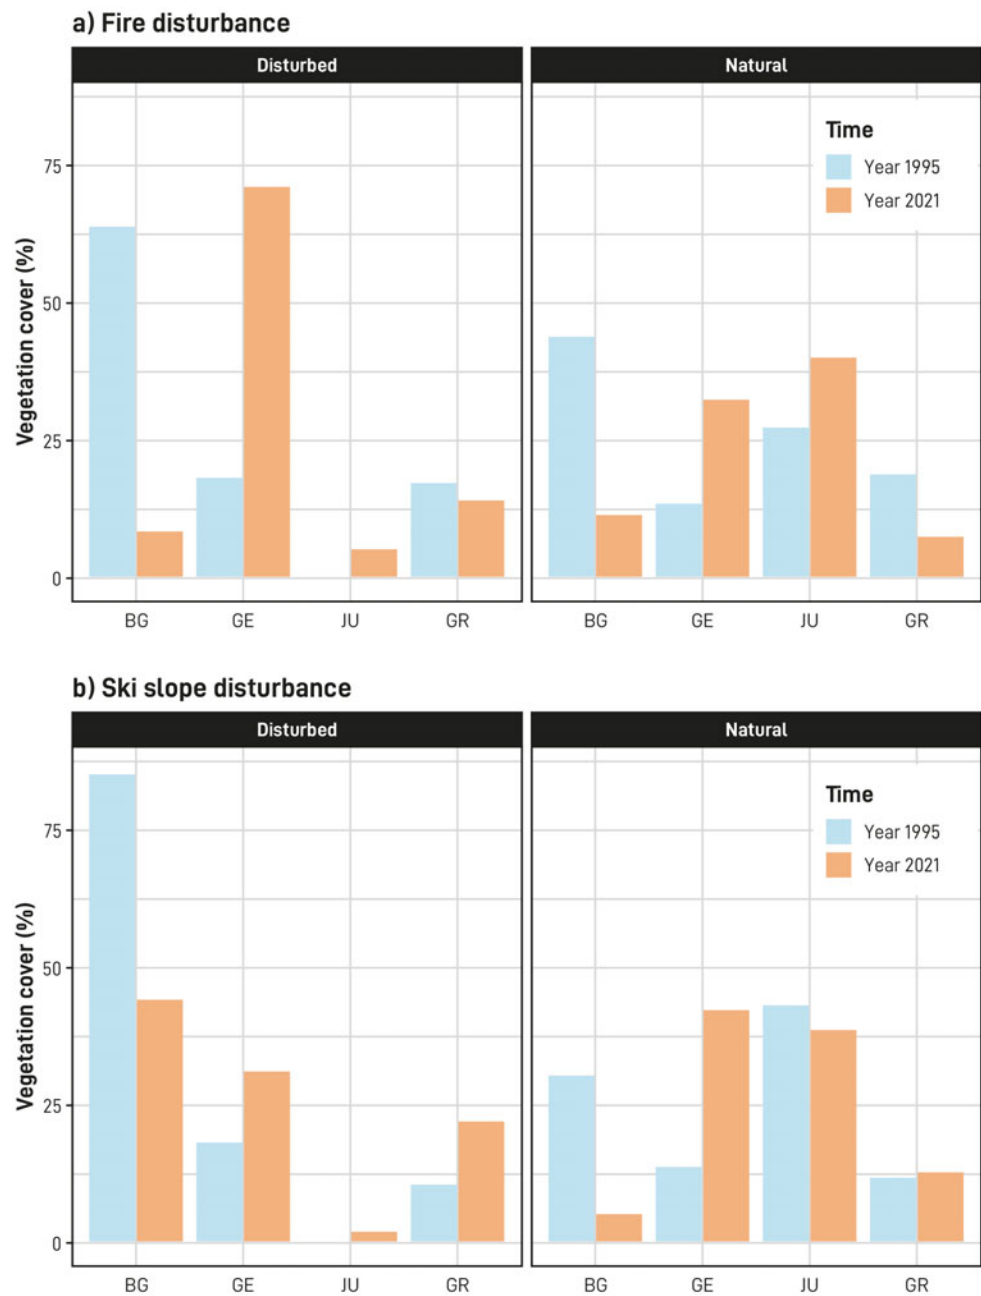 a) Fire disturbance
Disturbed
Natural
Vegetation cover (%)
75
50
25
0
Time
Year 1995
Year 2021
BG GE JU GR
BG GE JU GR
b) Ski slope disturbance
Disturbed
Natural
Vegetation cover (%)
75
50
25
0
Time
Year 1995
Year 2021
BG GE JU GR
BG GE JU GR